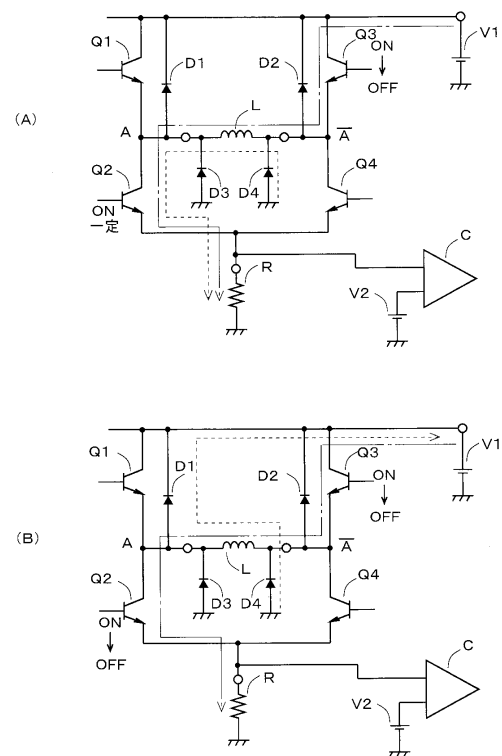 (A)
Q1
D1
D2
Q3
ON
↓
OFF
V1
A
L
A̅
Q2
ON
一定
D3
D4
Q4
R
C
V2
(B)
Q1
D1
D2
Q3
ON
↓
OFF
V1
A
L
A̅
Q2
ON
↓
OFF
D3
D4
Q4
R
C
V2